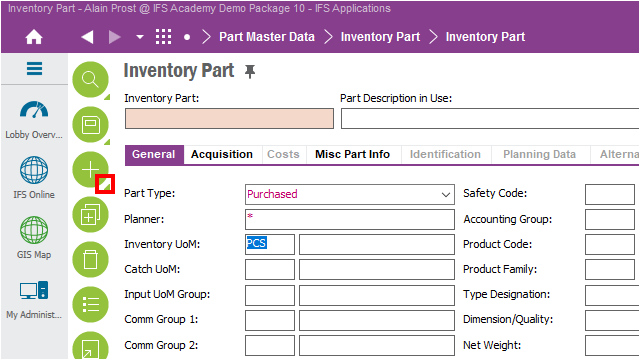 Inventory Part - Alain Prost @ IFS Academy Demo Package 10 - IFS Applications
Part Master Data Inventory Part Inventory Part
Inventory Part
Inventory Part: Part Description in Use:
General Acquisition Costs Misc Part Info Identification Planning Data Alterna
Part Type: Purchased Safety Code:
Planner: * Accounting Group:
Inventory UoM: PCS Product Code:
Catch UoM: Product Family:
Input UoM Group: Type Designation:
Comm Group 1: Dimension/Quality:
Comm Group 2: Net Weight:
Lobby Overv...
IFS Online
GIS Map
My Administ...